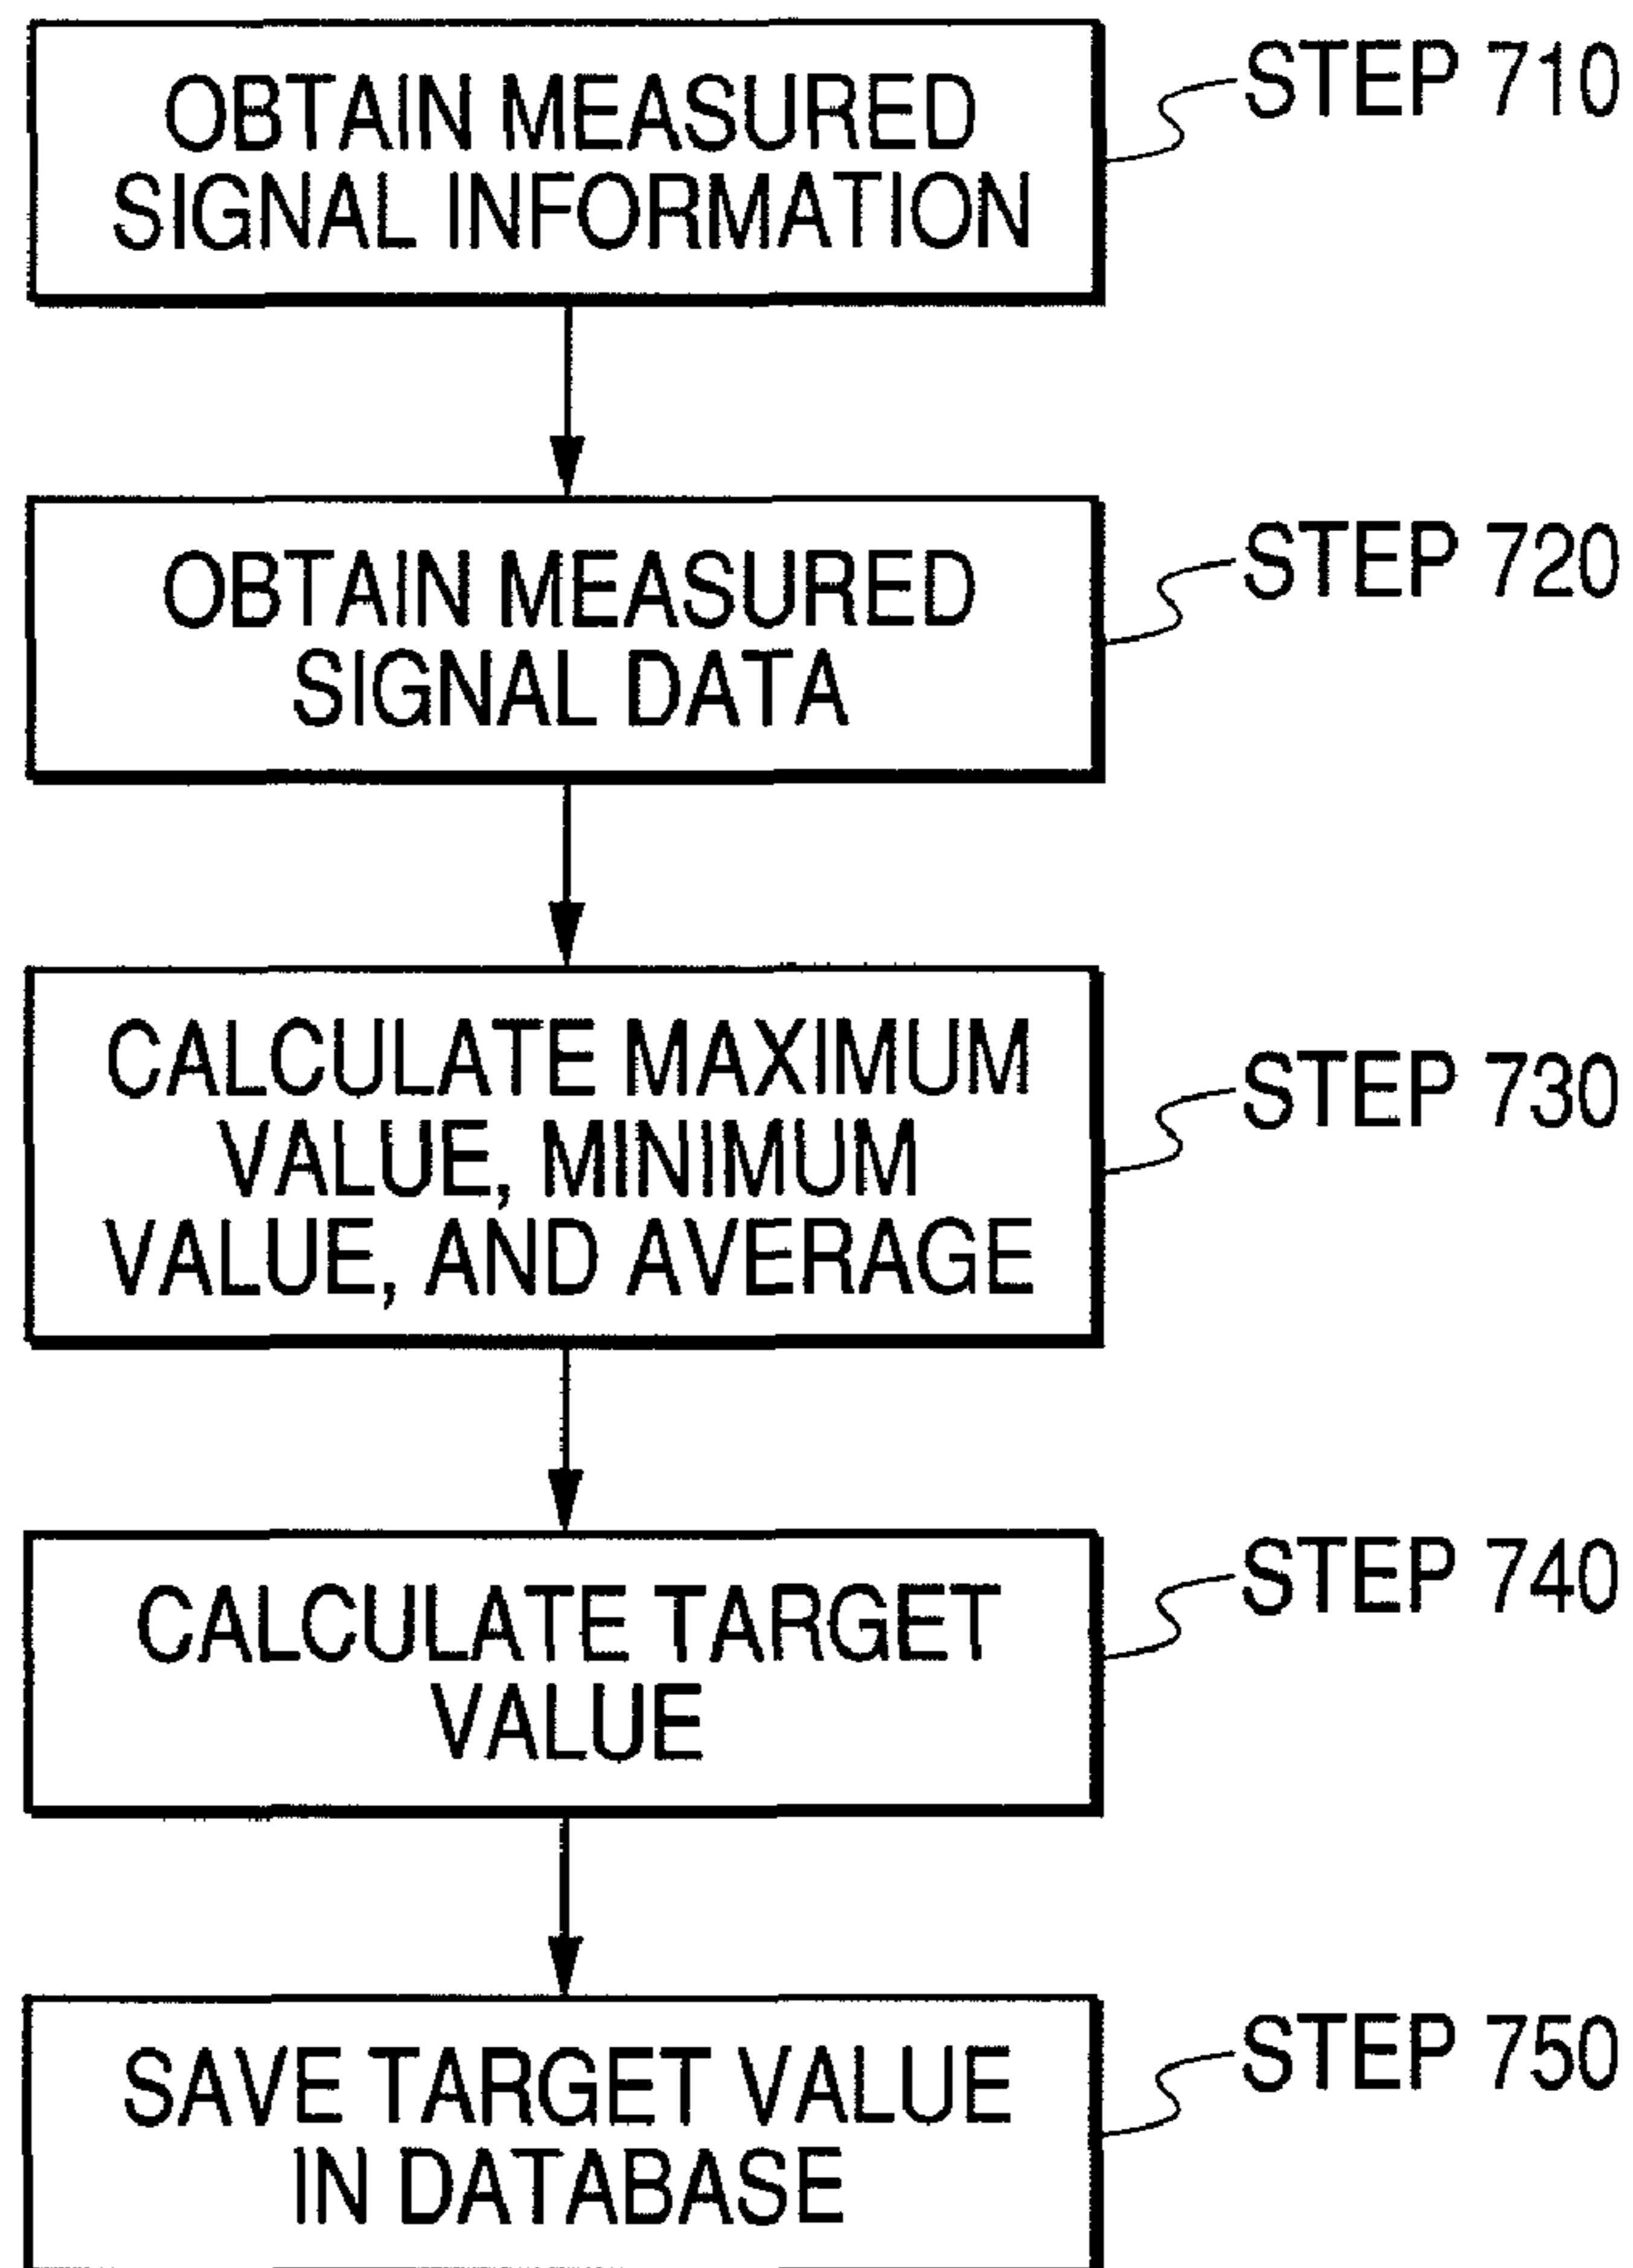 OBTAIN MEASURED
SIGNAL INFORMATION
STEP 710
OBTAIN MEASURED
SIGNAL DATA
STEP 720
CALCULATE MAXIMUM
VALUE, MINIMUM
VALUE, AND AVERAGE
STEP 730
CALCULATE TARGET
VALUE
STEP 740
SAVE TARGET VALUE
IN DATABASE
STEP 750